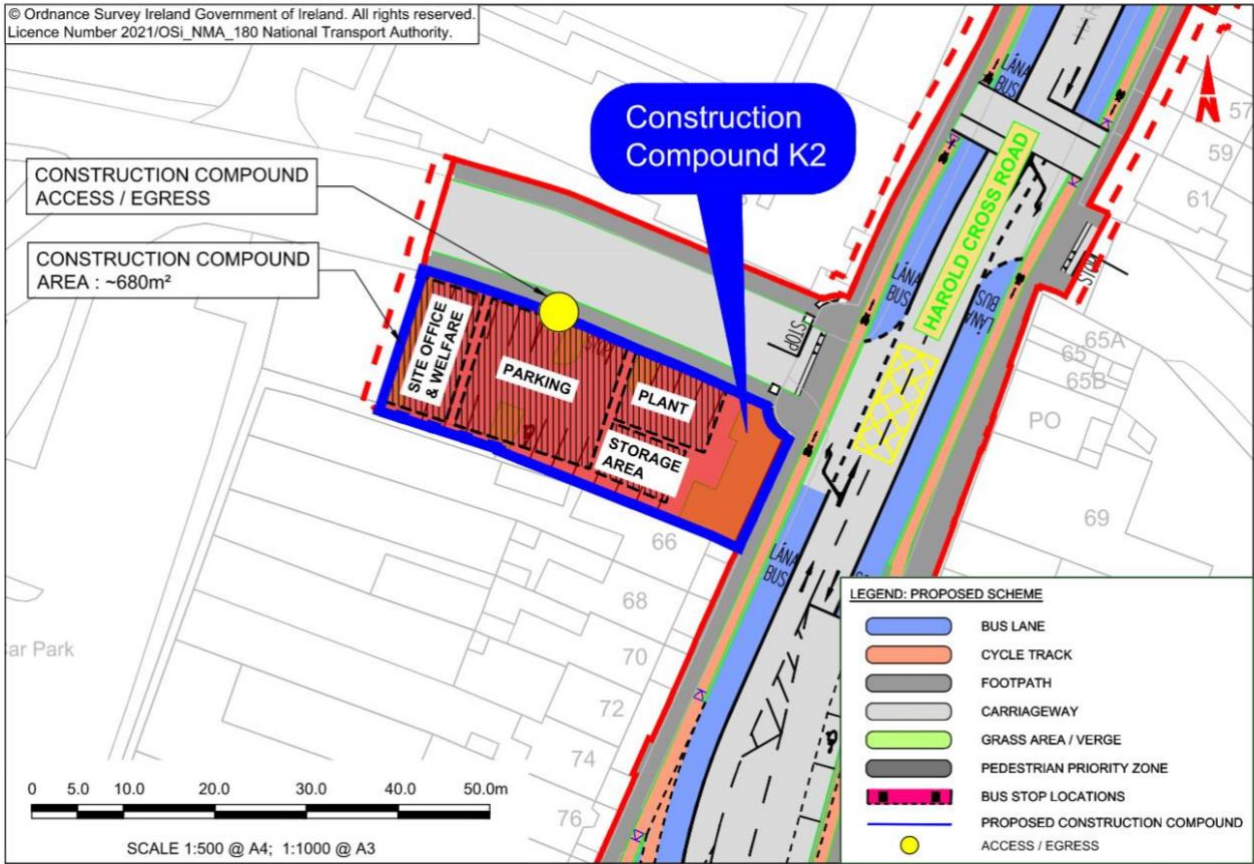 © Ordnance Survey Ireland Government of Ireland. All rights reserved.
Licence Number 2021/OSi_NMA_180 National Transport Authority.
Construction
Compound K2
N
CONSTRUCTION COMPOUND
ACCESS / EGRESS
CONSTRUCTION COMPOUND
AREA : ~680m²
SITE OFFICE
& WELFARE
PARKING
PLANT
STORAGE
AREA
STOP
LÁNA
BUS
LÁNA
BUS
LÁNA
BUS
LÁNA
BUS
HAROLD CROSS ROAD
57
59
61
65A
65
65B
PO
69
66
68
70
72
74
76
ar Park
0 5.0 10.0 20.0 30.0 40.0 50.0m
SCALE 1:500 @ A4; 1:1000 @ A3
LEGEND: PROPOSED SCHEME
BUS LANE
CYCLE TRACK
FOOTPATH
CARRIAGEWAY
GRASS AREA / VERGE
PEDESTRIAN PRIORITY ZONE
BUS STOP LOCATIONS
PROPOSED CONSTRUCTION COMPOUND
ACCESS / EGRESS